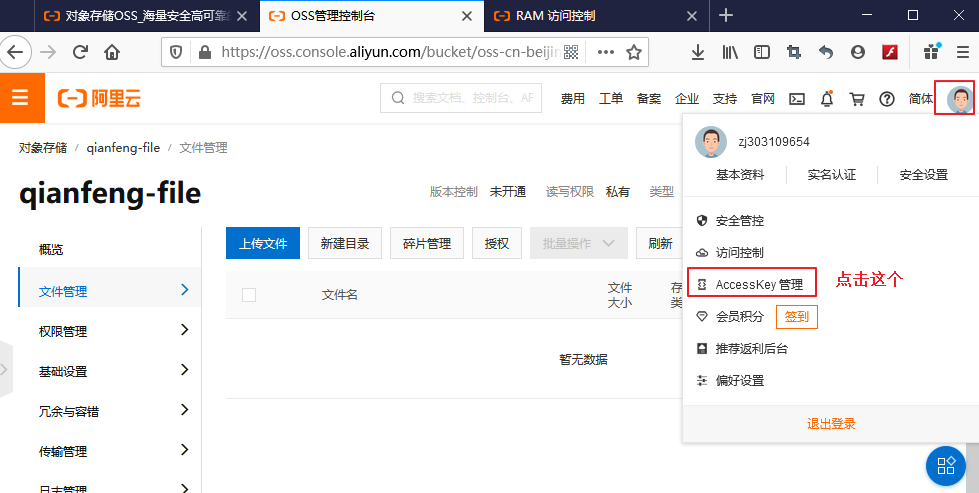 对象存储OSS_海量安全高可靠
OSS管理控制台
RAM 访问控制
https://oss.console.aliyun.com/bucket/oss-cn-beijin
阿里云
搜索文档、控制台、AP
费用 工单 备案 企业 支持 官网 简体
对象存储 / qianfeng-file / 文件管理
zj303109654
基本资料 实名认证 安全设置
qianfeng-file
版本控制 未开通 读写权限 私有 类型
安全管控
上传文件 新建目录 碎片管理 授权 批量操作 刷新
概览
访问控制
AccessKey 管理
点击这个
文件管理
文件名
文件
大小
存
类
会员积分 签到
权限管理
推荐返利后台
暂无数据
基础设置
偏好设置
冗余与容错
退出登录
传输管理
日志管理